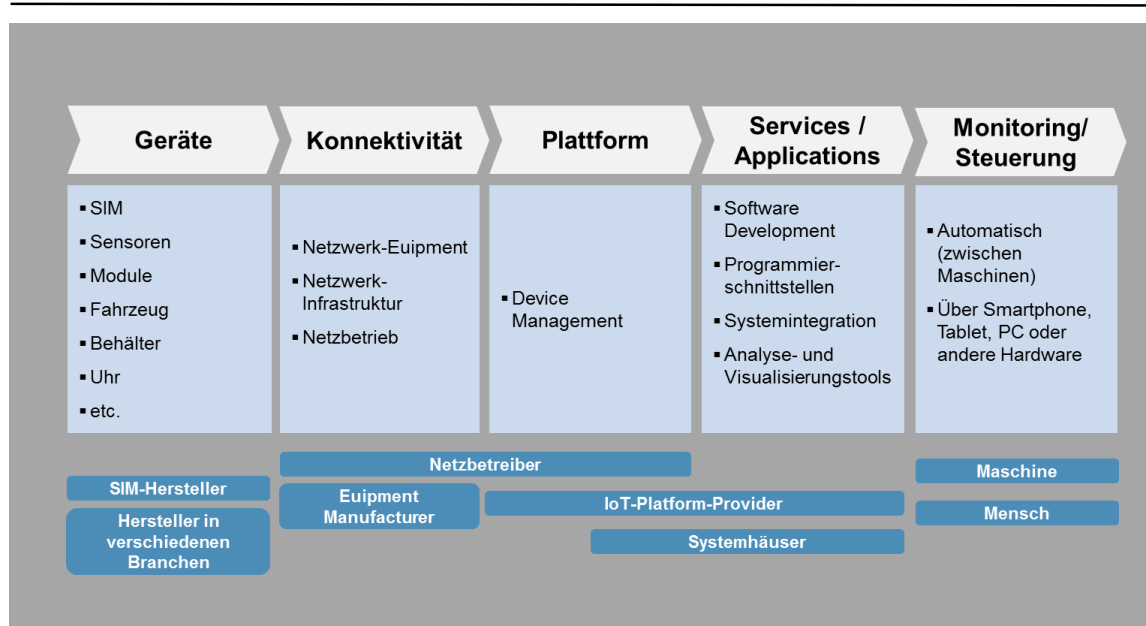 Geräte
Konnektivität
Plattform
Services /
Applications
Monitoring/
Steuerung
▪ SIM
▪ Sensoren
▪ Module
▪ Fahrzeug
▪ Behälter
▪ Uhr
▪ etc.
▪ Netzwerk-Euipment
▪ Netzwerk-
Infrastruktur
▪ Netzbetrieb
▪ Device
Management
▪ Software
Development
▪ Programmier-
schnittstellen
▪ Systemintegration
▪ Analyse- und
Visualisierungstools
▪ Automatisch
(zwischen
Maschinen)
▪ Über Smartphone,
Tablet, PC oder
andere Hardware
Netzbetreiber
Maschine
SIM-Hersteller
Euipment
Manufacturer
IoT-Platform-Provider
Mensch
Hersteller in
verschiedenen
Branchen
Systemhäuser